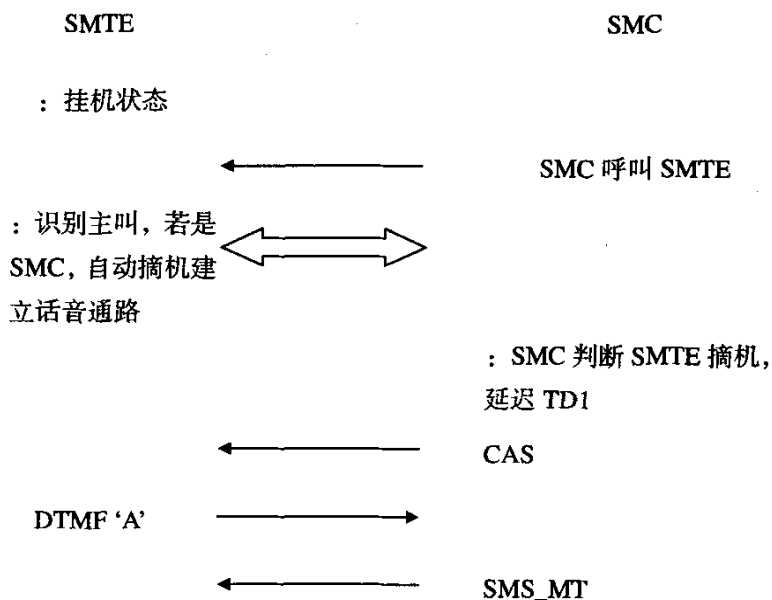 SMTE SMC
：挂机状态
SMC 呼叫 SMTE
：识别主叫，若是
SMC，自动摘机建
立话音通路
：SMC 判断 SMTE 摘机，
延迟 TD1
CAS
DTMF ‘A’
SMS_MT